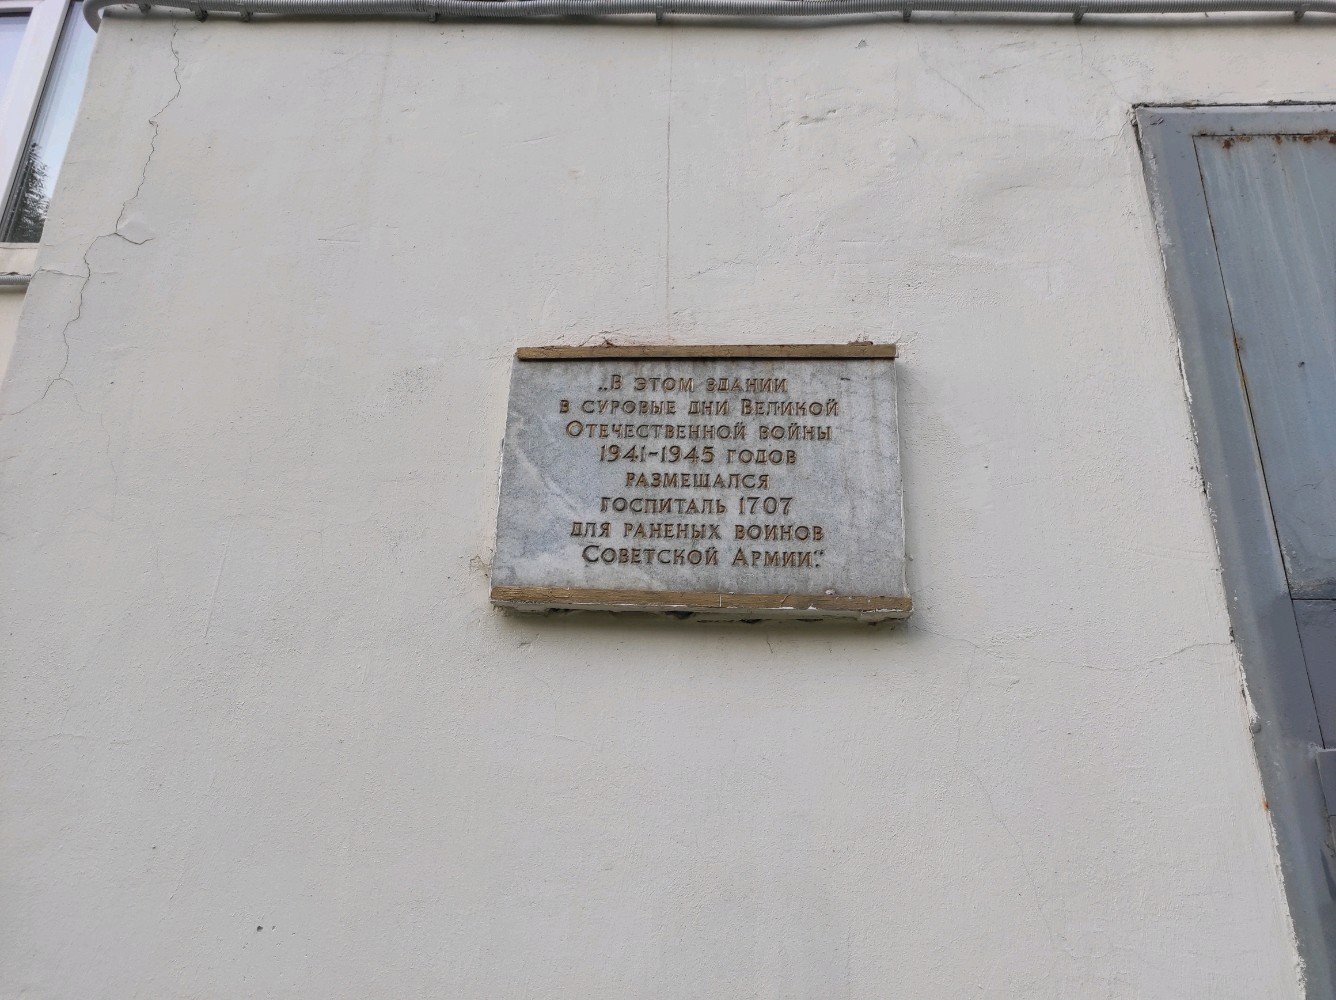 „В ЭТОМ ЗДАНИИ
В СУРОВЫЕ ДНИ ВЕЛИКОЙ
ОТЕЧЕСТВЕННОЙ ВОЙНЫ
1941-1945 ГОДОВ
РАЗМЕШАЛСЯ
ГОСПИТАЛЬ 1707
ДЛЯ РАНЕНЫХ ВОИНОВ
СОВЕТСКОЙ АРМИИ."